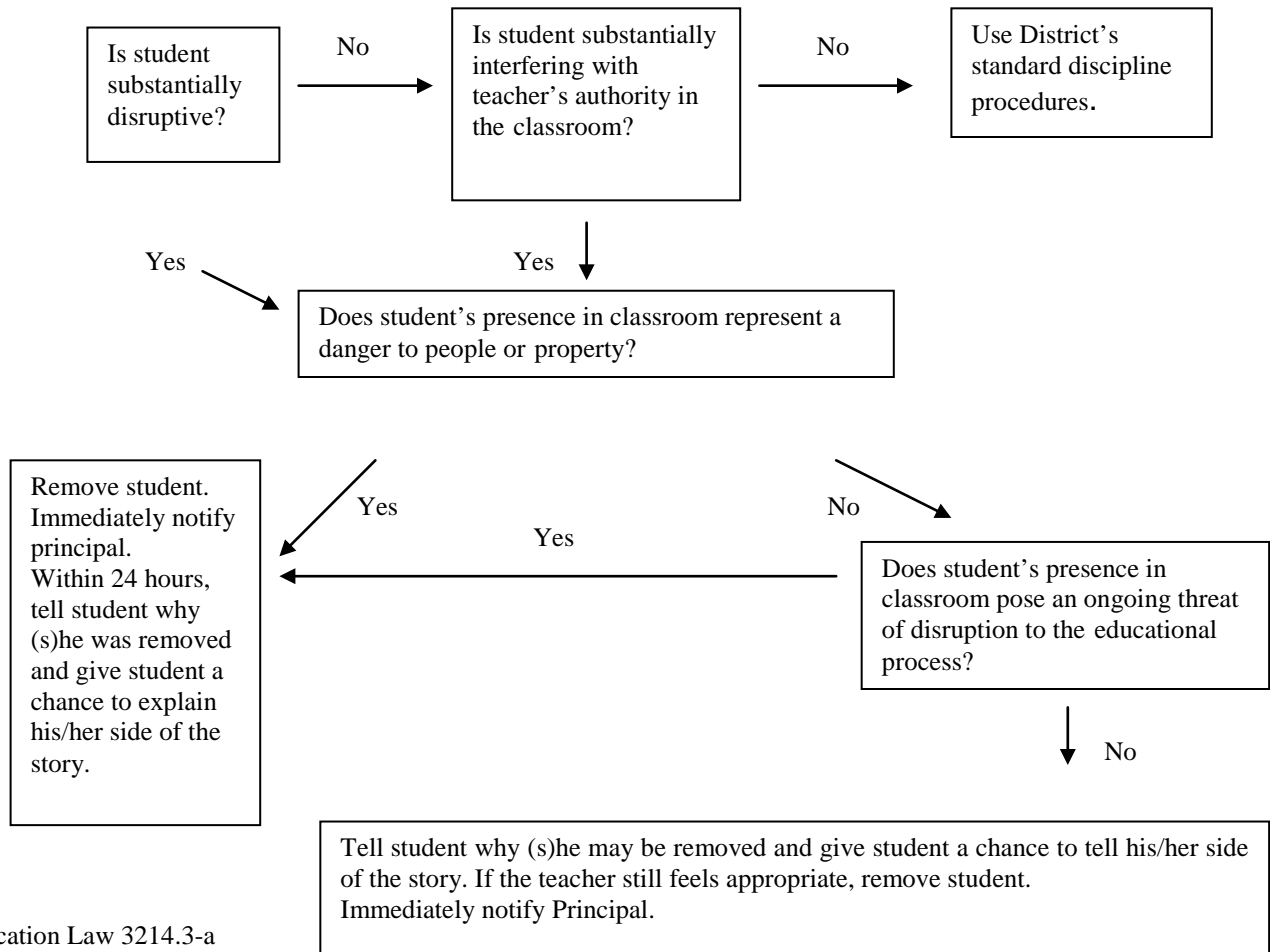 Is student
substantially
disruptive?
No
Is student substantially
interfering with
teacher's authority in
the classroom?
No
Use District's
standard discipline
procedures.
Yes
Yes
Does student's presence in classroom represent a
danger to people or property?
Remove student.
Immediately notify
principal.
Within 24 hours,
tell student why
(s)he was removed
and give student a
chance to explain
his/her side of the
story.
Yes
No
Yes
Does student's presence in
classroom pose an ongoing threat
of disruption to the educational
process?
No
Tell student why (s)he may be removed and give student a chance to tell his/her side
of the story. If the teacher still feels appropriate, remove student.
Immediately notify Principal.
cation Law 3214.3-a